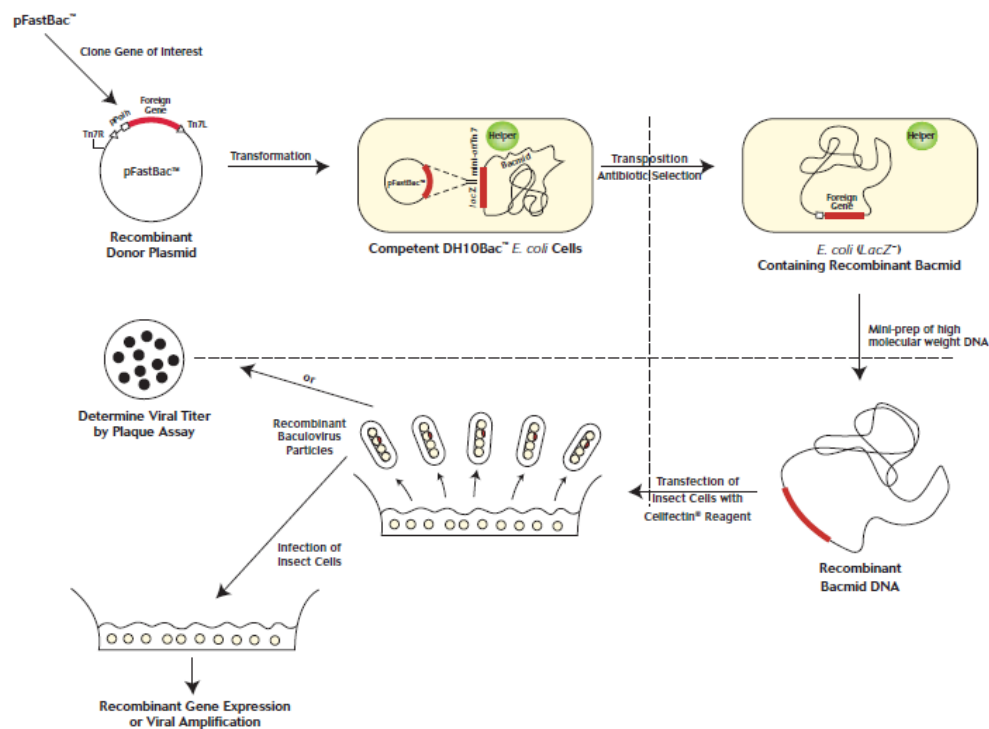 pFastBac™
Clone Gene of Interest
Foreign
Gene
pPolh
Tn7R
Tn7L
pFastBac™
Recombinant
Donor Plasmid
Transformation
Helper
lacZ
mini-attTn7
Bacmid
pFastBac™
Competent DH10Bac™ E. coli Cells
Transposition
Antibiotic Selection
Helper
Foreign
Gene
E. coli (LacZ⁻)
Containing Recombinant Bacmid
Mini-prep of high
molecular weight DNA
Determine Viral Titer
by Plaque Assay
or
Recombinant
Baculovirus
Particles
Transfection of
Insect Cells with
Cellfectin® Reagent
Recombinant
Bacmid DNA
Infection of
Insect Cells
Recombinant Gene Expression
or Viral Amplification